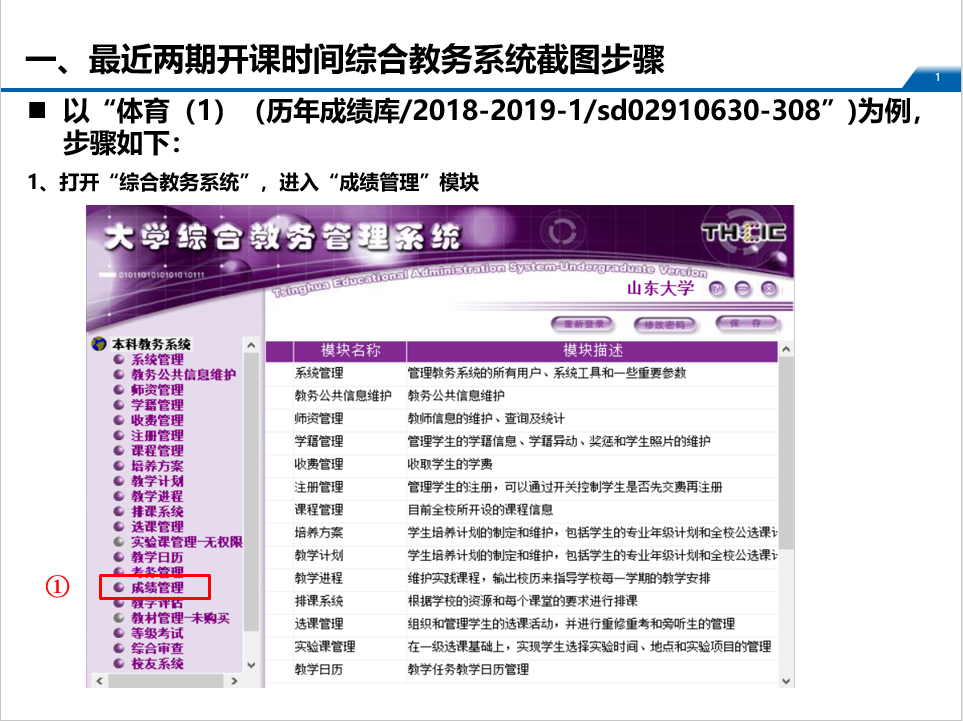 一、最近两期开课时间综合教务系统截图步骤
1
■ 以“体育（1）（历年成绩库/2018-2019-1/sd02910630-308”)为例，
步骤如下：
1、打开“综合教务系统”，进入“成绩管理”模块
大学综合教务管理系统
THEIC
0101101010101010111
Tsinghua Educational Administration System-Undergraduate Version
山东大学
重新登录 修改密码 保 存
本科教务系统
系统管理
教务公共信息维护
师资管理
学籍管理
收费管理
注册管理
课程管理
培养方案
教学计划
教学进程
排课系统
选课管理
实验课管理—无权限
教学日历
考务管理
① 成绩管理
教学评估
教材管理—未购买
等级考试
综合审查
校友系统
模块名称 模块描述
系统管理 管理教务系统的所有用户、系统工具和一些重要参数
教务公共信息维护 教务公共信息维护
师资管理 教师信息的维护、查询及统计
学籍管理 管理学生的学籍信息、学籍异动、奖惩和学生照片的维护
收费管理 收取学生的学费
注册管理 管理学生的注册，可以通过开关控制学生是否先交费再注册
课程管理 目前全校所开设的课程信息
培养方案 学生培养计划的制定和维护，包括学生的专业年级计划和全校公选课计
教学计划 学生培养计划的制定和维护，包括学生的专业年级计划和全校公选课计
教学进程 维护实践课程，输出校历来指导学校每一学期的教学安排
排课系统 根据学校的资源和每个课堂的要求进行排课
选课管理 组织和管理学生的选课活动，并进行重修重考和旁听生的管理
实验课管理 在一级选课基础上，实现学生选择实验时间、地点和实验项目的管理
教学日历 教学任务教学日历管理